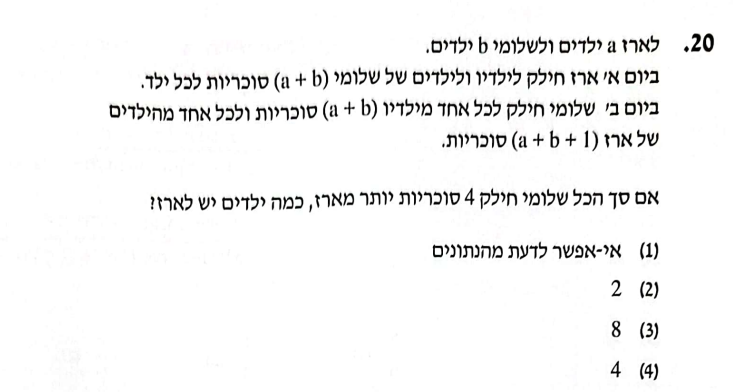 20. לארז a ילדים ולשלומי b ילדים.
ביום א' ארז חילק לילדיו ולילדים של שלומי (a + b) סוכריות לכל ילד.
ביום ב' שלומי חילק לכל אחד מילדיו (a + b) סוכריות ולכל אחד מהילדים
של ארז (a + b + 1) סוכריות.
אם סך הכל שלומי חילק 4 סוכריות יותר מארז, כמה ילדים יש לארז?
(1) אי-אפשר לדעת מהנתונים
(2) 2
(3) 8
(4) 4